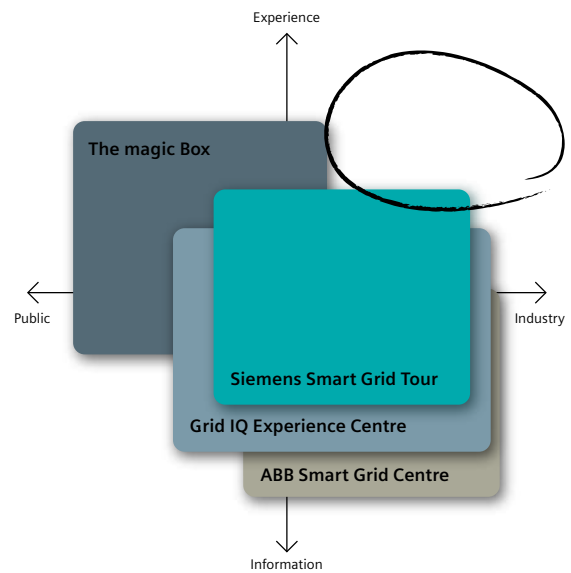 Experience
The magic Box
Public
Industry
Siemens Smart Grid Tour
Grid IQ Experience Centre
ABB Smart Grid Centre
Information